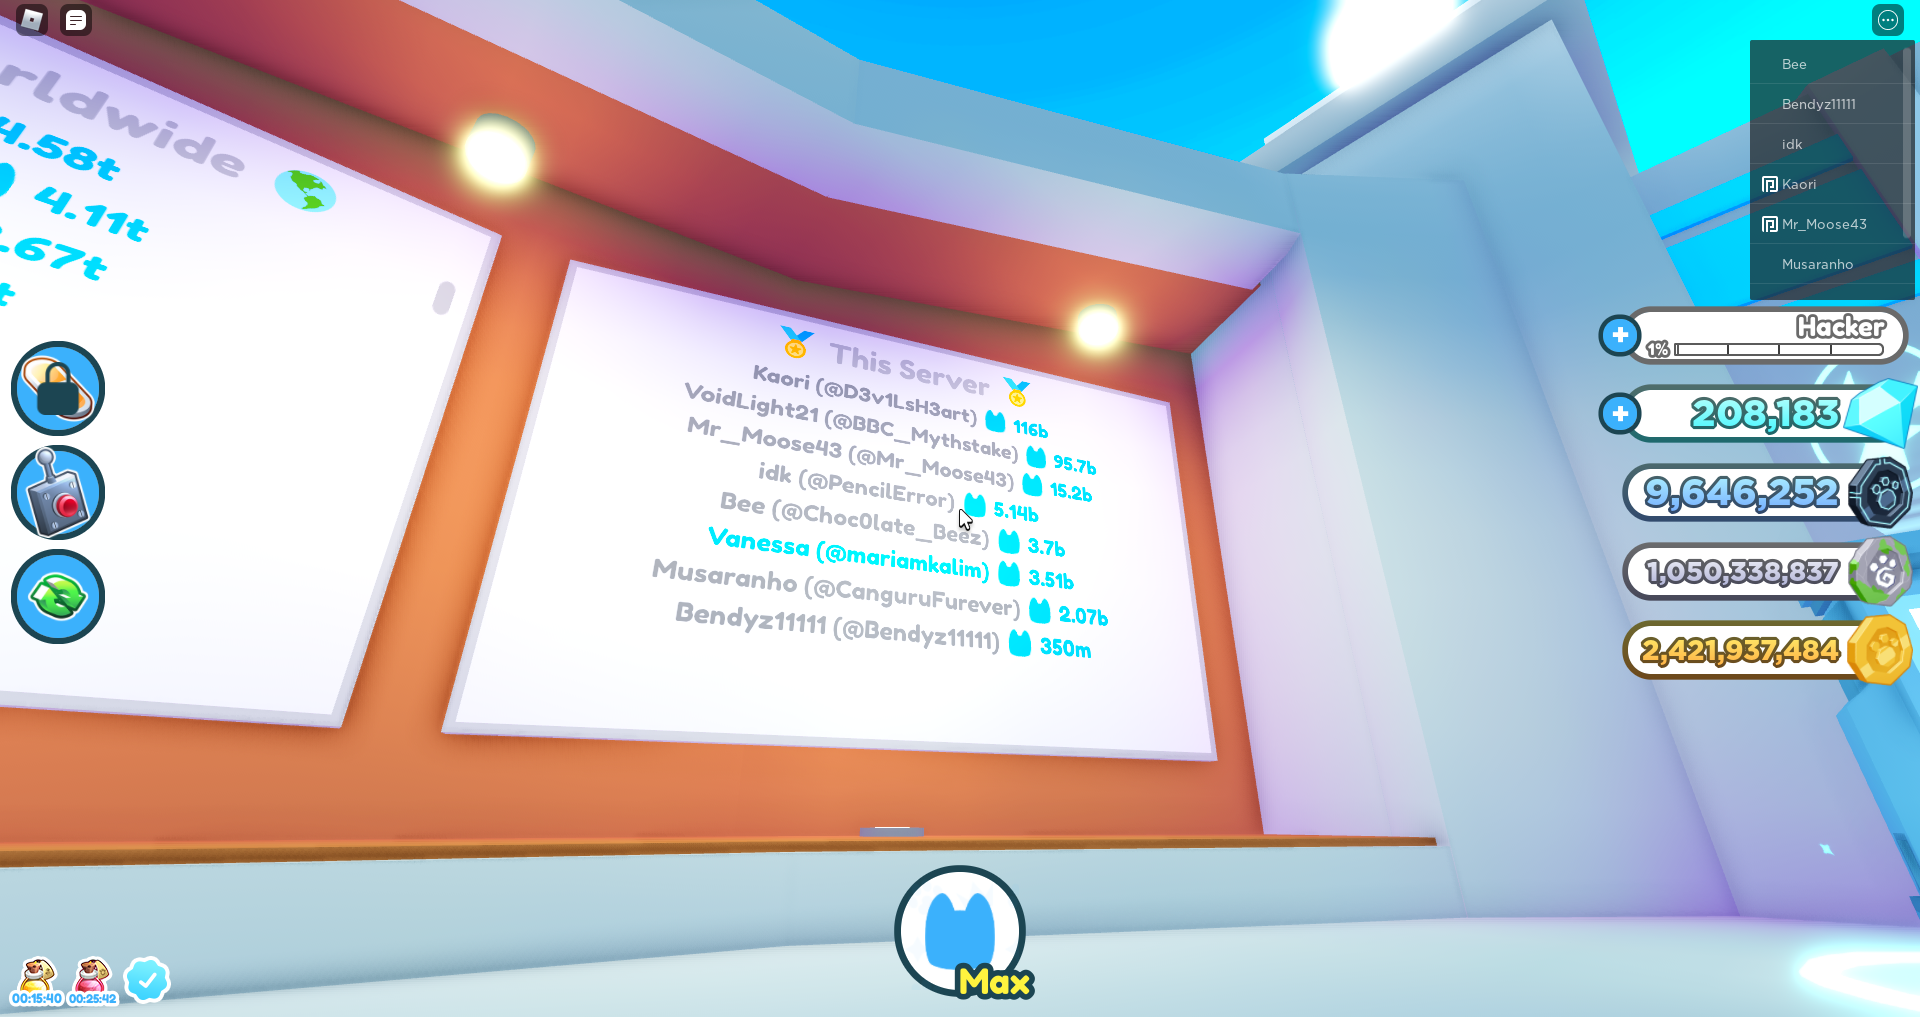 rldwide
4.58t
4.11t
.67t
t
This Server
Kaori (@D3v1LsH3art) 116b
VoidLight21 (@BBC_Mythstake) 95.7b
Mr_Moose43 (@Mr_Moose43) 15.2b
idk (@PencilError) 5.14b
Bee (@Choc0late_Beez) 3.7b
Vanessa (@mariamkalim) 3.51b
Musaranho (@CanguruFurever) 2.07b
Bendyz11111 (@Bendyz11111) 350m
Bee
Bendyz11111
idk
Kaori
Mr_Moose43
Musaranho
Hacker
1%
208,183
9,646,252
1,050,338,837
2,421,937,484
Max
00:15:40 00:25:42